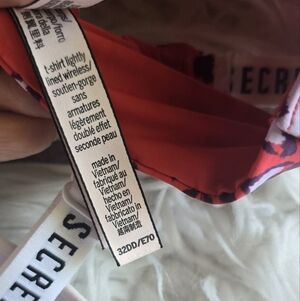 t-shirt lightly
lined wireless/
soutien-gorge
sans
armatures
légèrement
doublé effet
seconde peau
made in
Vietnam/
fabriqué au
Vietnam/
hecho en
Vietnam/
fabbricato in
Vietnam/
越南制造
32DD/E70
SECRE
SECRE